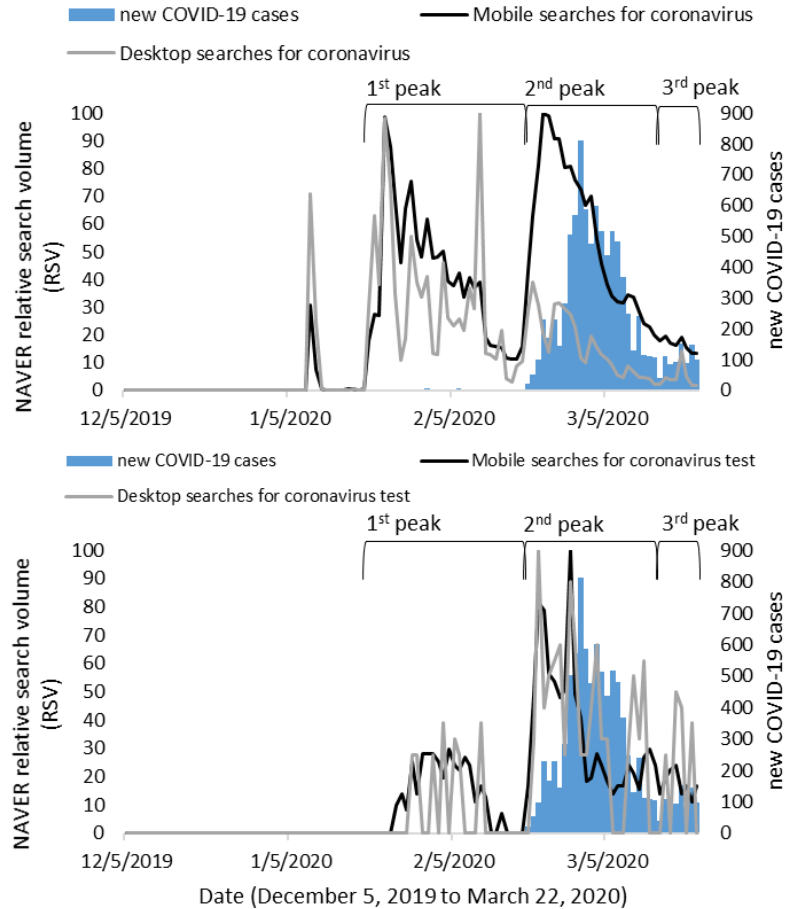 new COVID-19 cases
Mobile searches for coronavirus
Desktop searches for coronavirus
1st peak
2nd peak
3rd peak
NAVER relative search volume
(RSV)
100
90
80
70
60
50
40
30
20
10
0
900
800
700
600
500
400
300
200
100
0
new COVID-19 cases
12/5/2019
1/5/2020
2/5/2020
3/5/2020
new COVID-19 cases
Mobile searches for coronavirus test
Desktop searches for coronavirus test
1st peak
2nd peak
3rd peak
NAVER relative search volume
(RSV)
100
90
80
70
60
50
40
30
20
10
0
900
800
700
600
500
400
300
200
100
0
new COVID-19 cases
12/5/2019
1/5/2020
2/5/2020
3/5/2020
Date (December 5, 2019 to March 22, 2020)